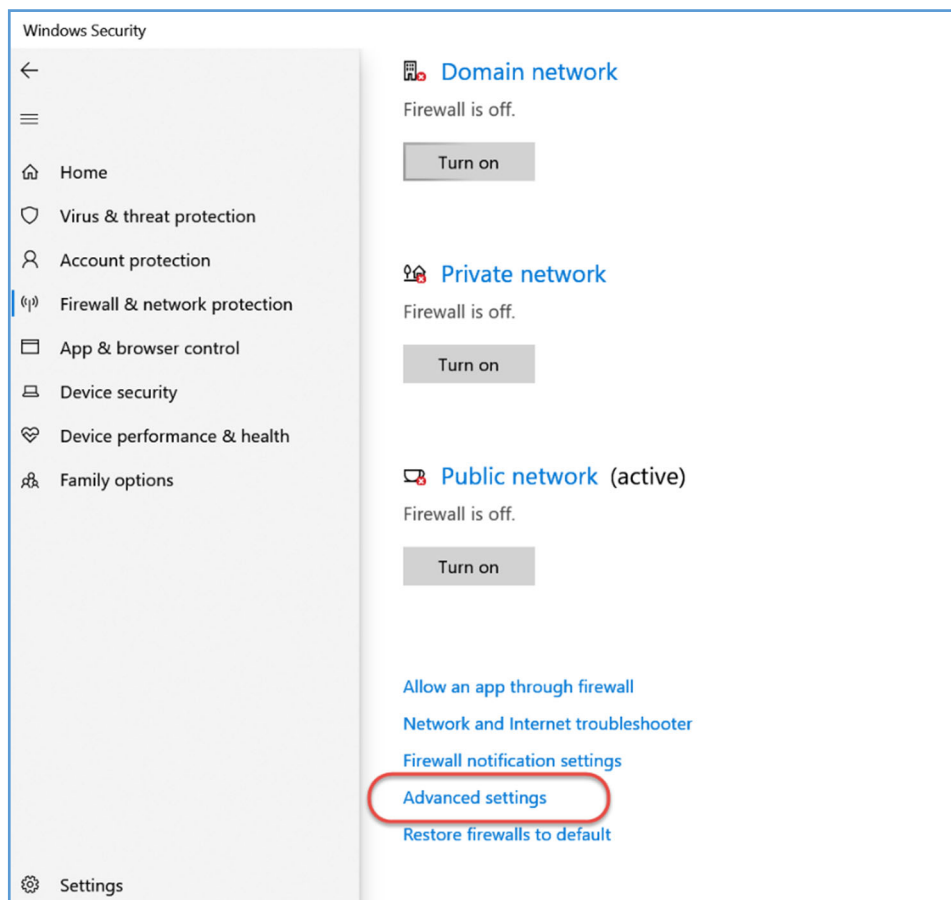 Windows Security
Home
Virus & threat protection
Account protection
Firewall & network protection
App & browser control
Device security
Device performance & health
Family options
Settings
Domain network
Firewall is off.
Turn on
Private network
Firewall is off.
Turn on
Public network (active)
Firewall is off.
Turn on
Allow an app through firewall
Network and Internet troubleshooter
Firewall notification settings
Advanced settings
Restore firewalls to default